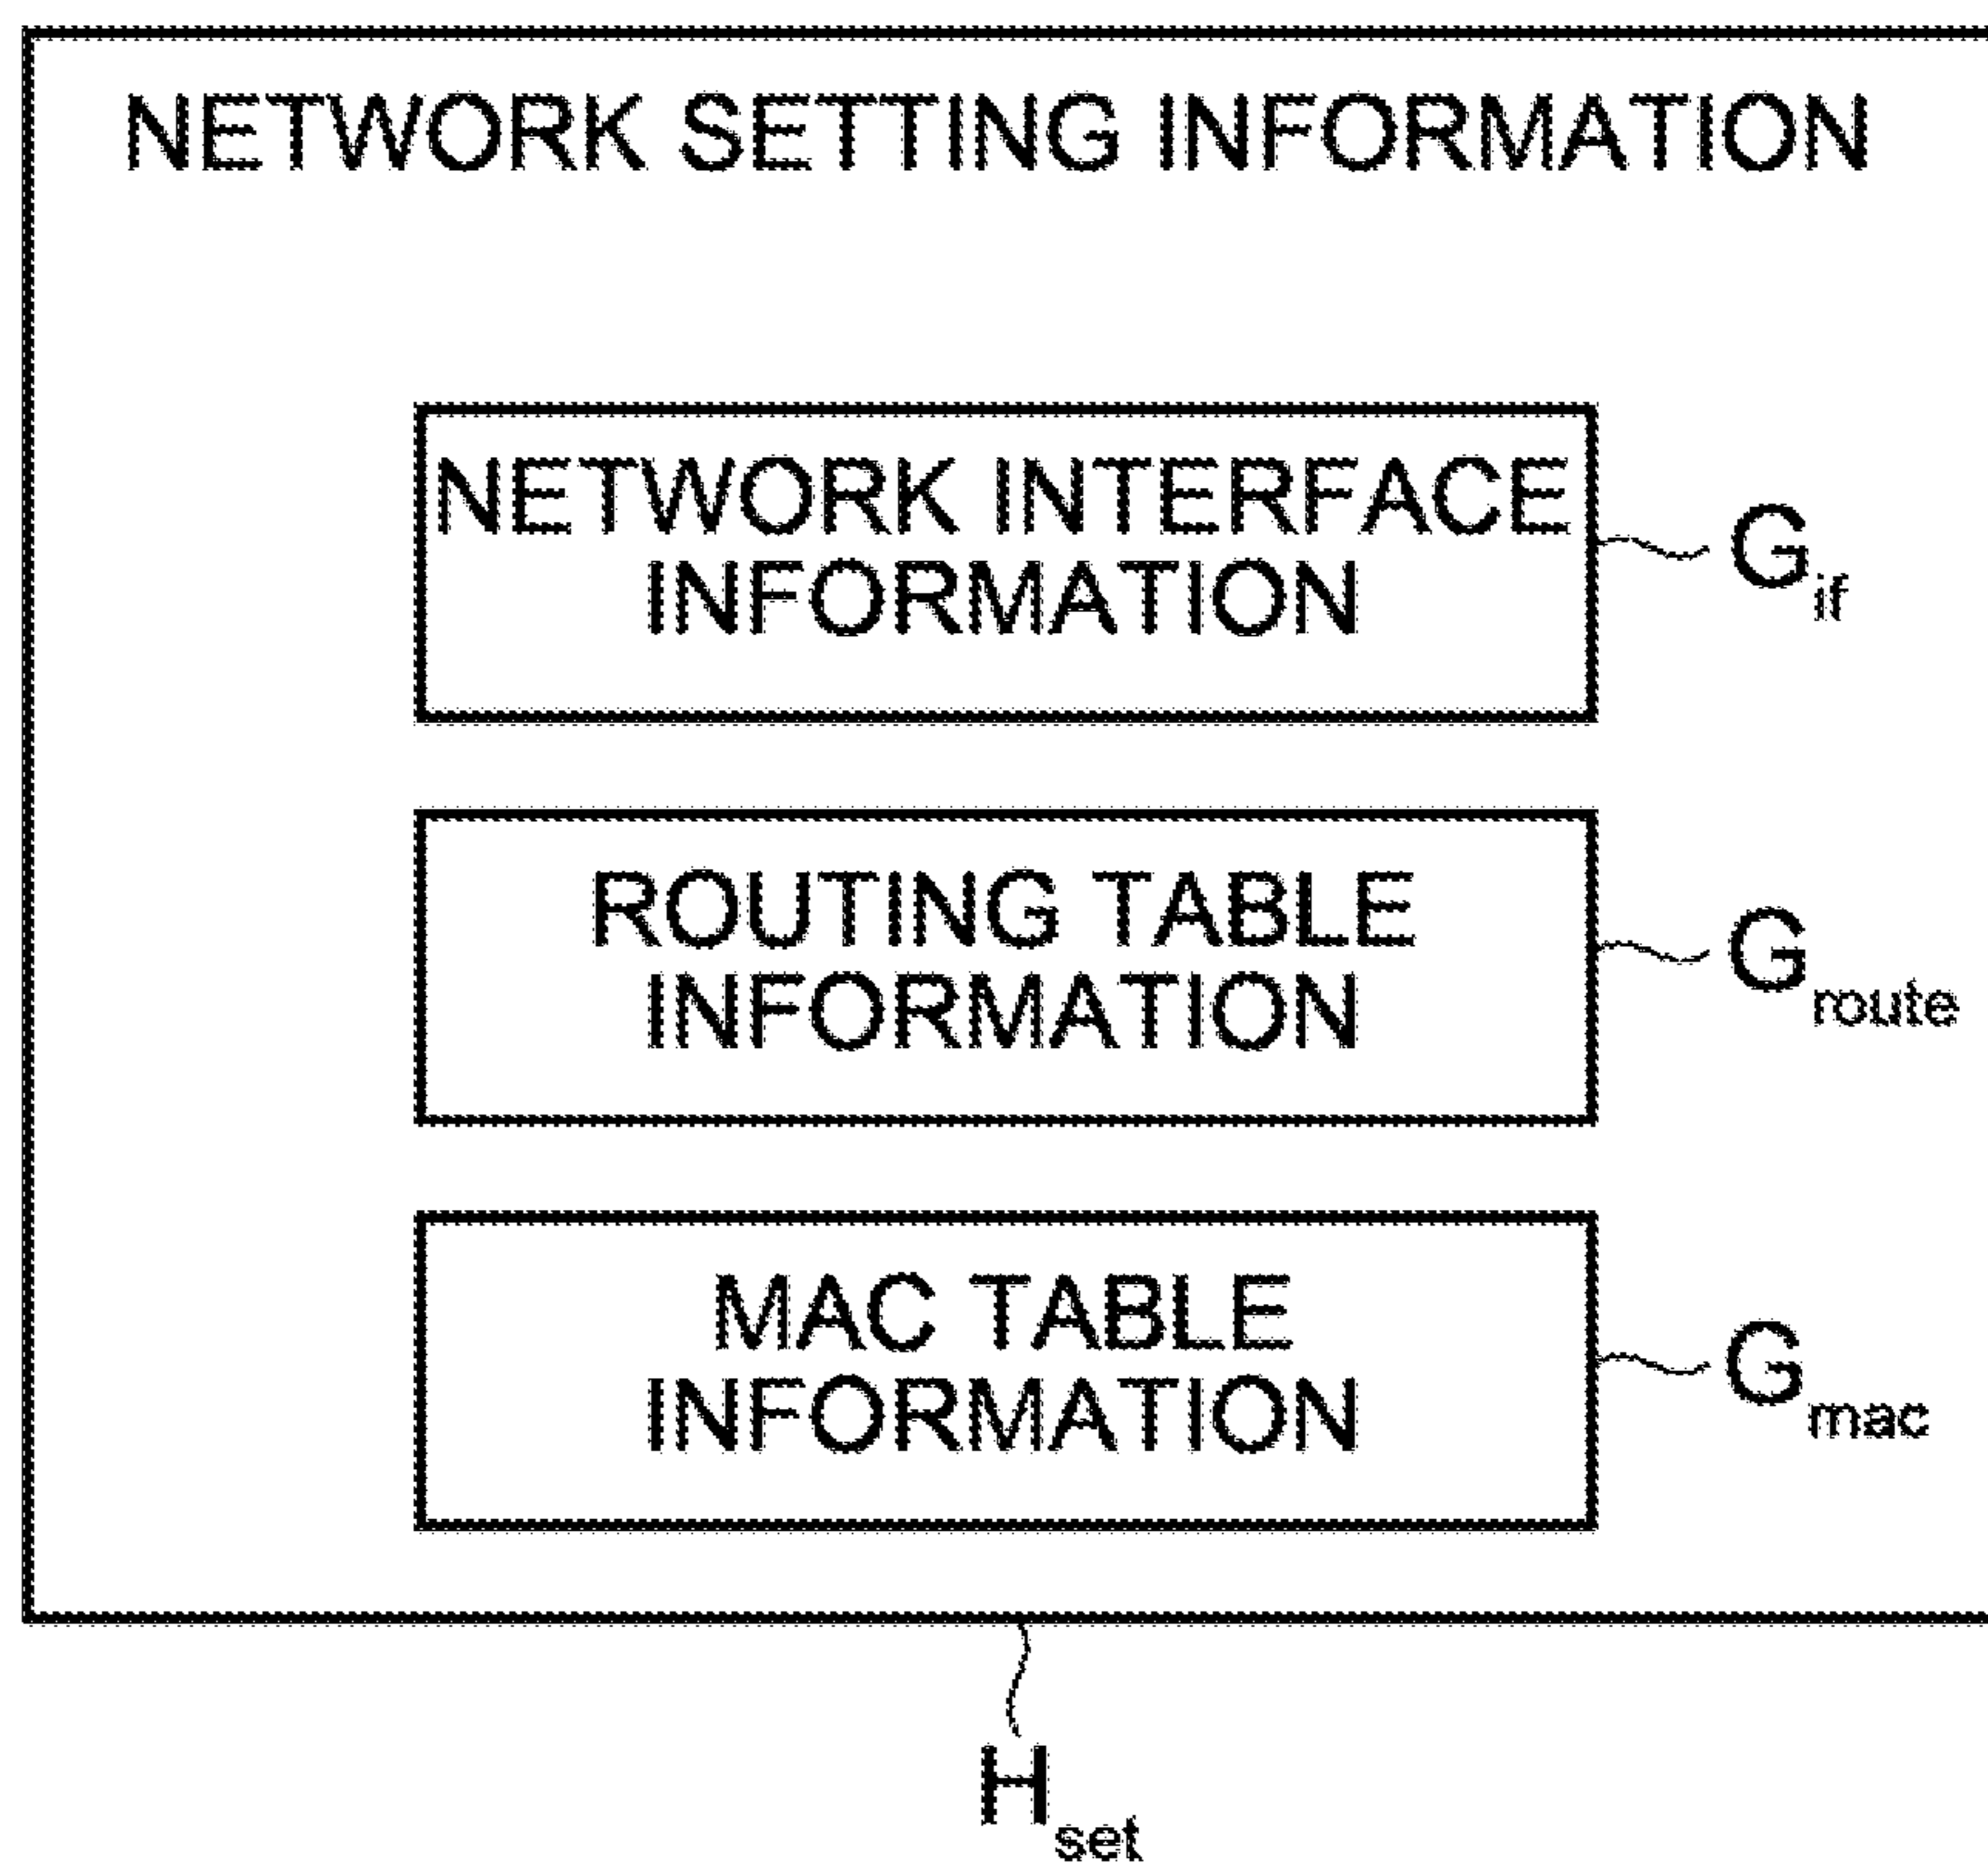 NETWORK SETTING INFORMATION
NETWORK INTERFACE
INFORMATION
G_if
ROUTING TABLE
INFORMATION
G_route
MAC TABLE
INFORMATION
G_mac
H_set